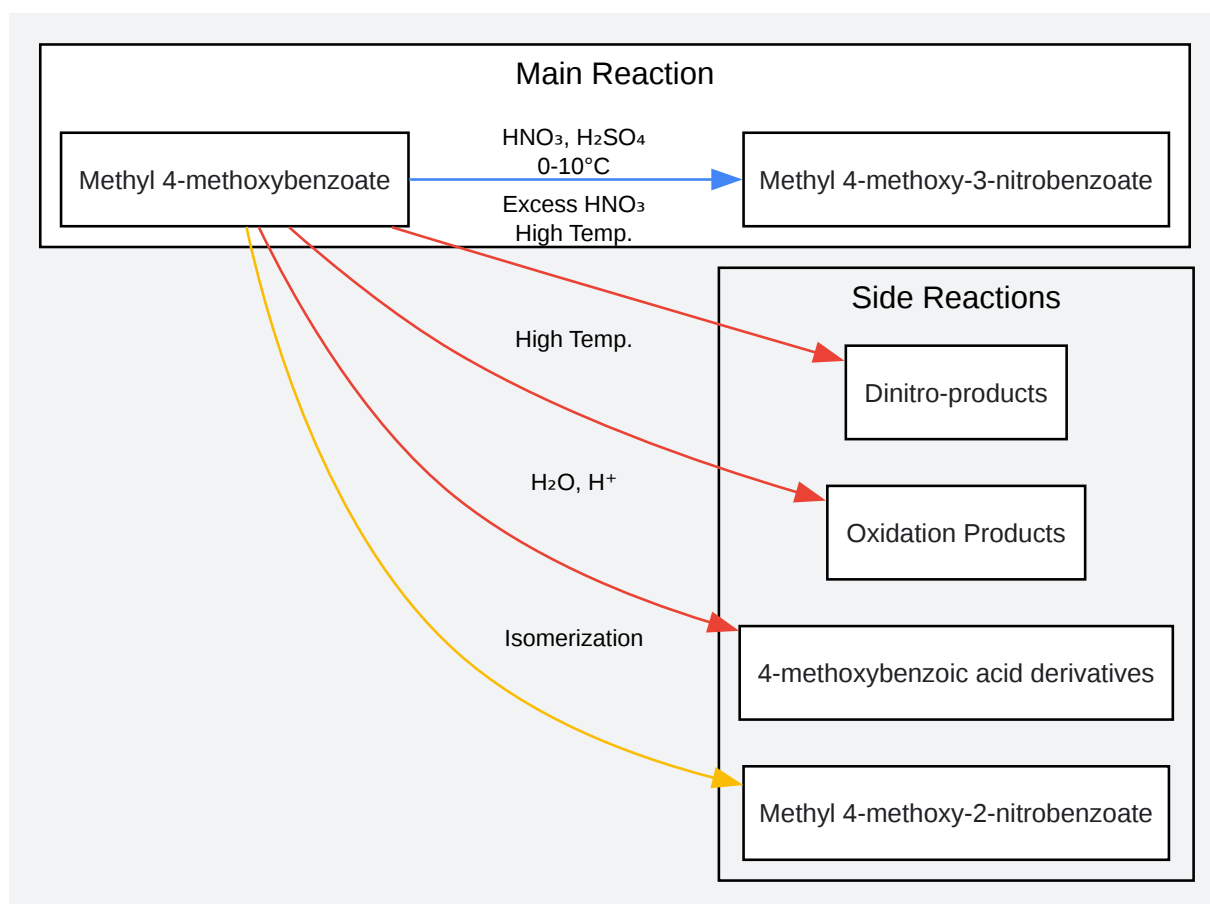 Main Reaction
Methyl 4-methoxybenzoate
HNO₃, H₂SO₄
0-10°C
Methyl 4-methoxy-3-nitrobenzoate
Excess HNO₃
High Temp.
Side Reactions
High Temp.
Dinitro-products
H₂O, H⁺
Oxidation Products
Isomerization
4-methoxybenzoic acid derivatives
Methyl 4-methoxy-2-nitrobenzoate